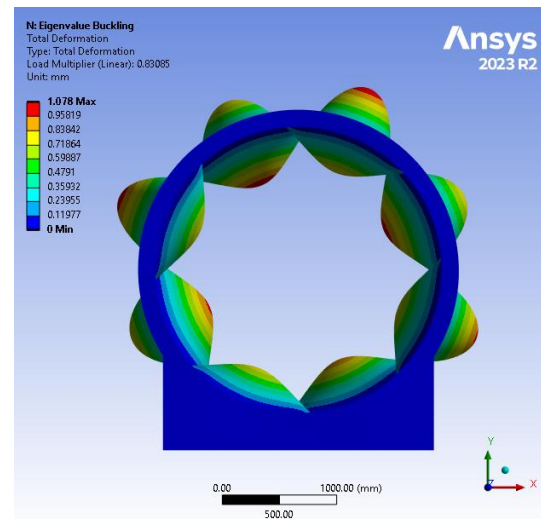 N: Eigenvalue Buckling
Total Deformation
Type: Total Deformation
Load Multiplier (Linear): 0.83085
Unit: mm
1.078 Max
0.95819
0.83842
0.71864
0.59887
0.4791
0.35932
0.23955
0.11977
0 Min
Ansys
2023 R2
0.00
1000.00 (mm)
500.00
Y
Z
X